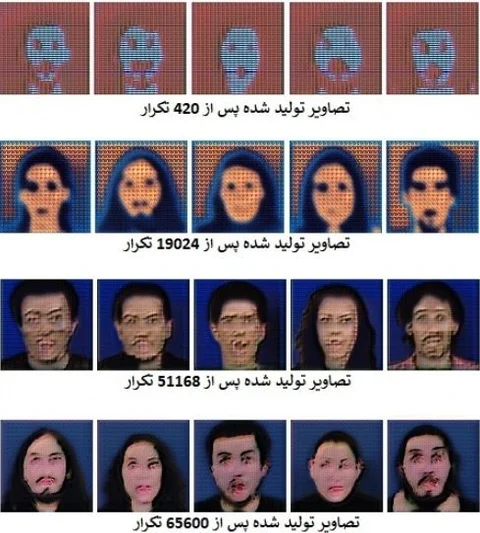 تصاویر تولید شده پس از 420 تکرار
تصاویر تولید شده پس از 19024 تکرار
تصاویر تولید شده پس از 51168 تکرار
تصاویر تولید شده پس از 65600 تکرار